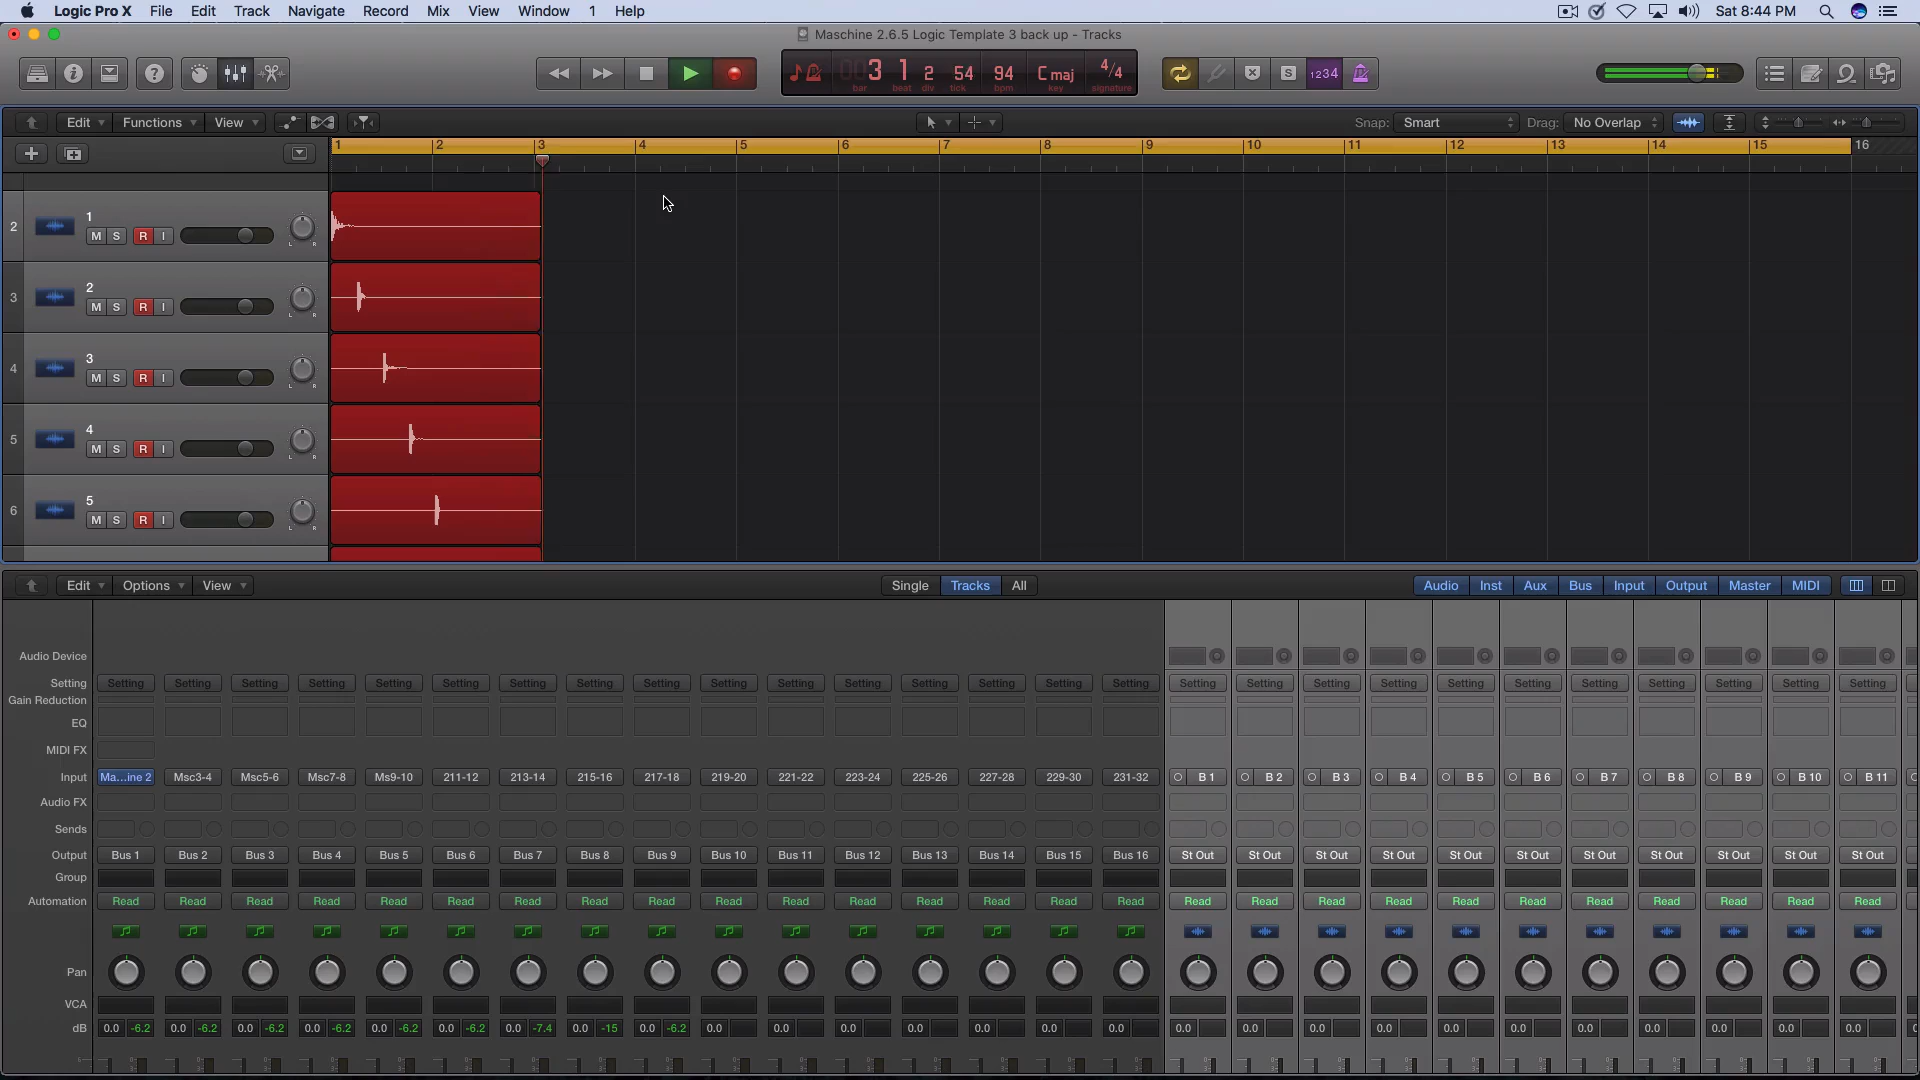 Logic Pro X File Edit Track Navigate Record Mix View Window 1 Help Sat 8:44 PM
Maschine 2.6.5 Logic Template 3 back up - Tracks
3 1 2 54 94 C maj 4/4 S 1234
bar beat div tick bpm key signature
Edit Functions View Snap: Smart Drag: No Overlap
1 2 3 4 5 6 7 8 9 10 11 12 13 14 15 16
1
2 M S R I L R
2
3 M S R I L R
3
4 M S R I L R
4
5 M S R I L R
5
6 M S R I L R
Edit Options View Single Tracks All Audio Inst Aux Bus Input Output Master MIDI
Audio Device
Setting Setting Setting Setting Setting Setting Setting Setting Setting Setting Setting Setting Setting Setting Setting Setting Setting Setting Setting Setting Setting Setting Setting Setting Setting Setting Setting Setting
Gain Reduction
EQ
MIDI FX
Input Ma...ine 2 Msc3-4 Msc5-6 Msc7-8 Ms9-10 211-12 213-14 215-16 217-18 219-20 221-22 223-24 225-26 227-28 229-30 231-32 B 1 B 2 B 3 B 4 B 5 B 6 B 7 B 8 B 9 B 10 B 11
Audio FX
Sends
Output Bus 1 Bus 2 Bus 3 Bus 4 Bus 5 Bus 6 Bus 7 Bus 8 Bus 9 Bus 10 Bus 11 Bus 12 Bus 13 Bus 14 Bus 15 Bus 16 St Out St Out St Out St Out St Out St Out St Out St Out St Out St Out St Out
Group
Automation Read Read Read Read Read Read Read Read Read Read Read Read Read Read Read Read Read Read Read Read Read Read Read Read Read Read Read
Pan
VCA
dB 0.0 -6.2 0.0 -6.2 0.0 -6.2 0.0 -6.2 0.0 -6.2 0.0 -6.2 0.0 -7.4 0.0 -15 0.0 -6.2 0.0 0.0 0.0 0.0 0.0 0.0 0.0 0.0 0.0 0.0 0.0 0.0 0.0 0.0 0.0 0.0 0.0 0.0